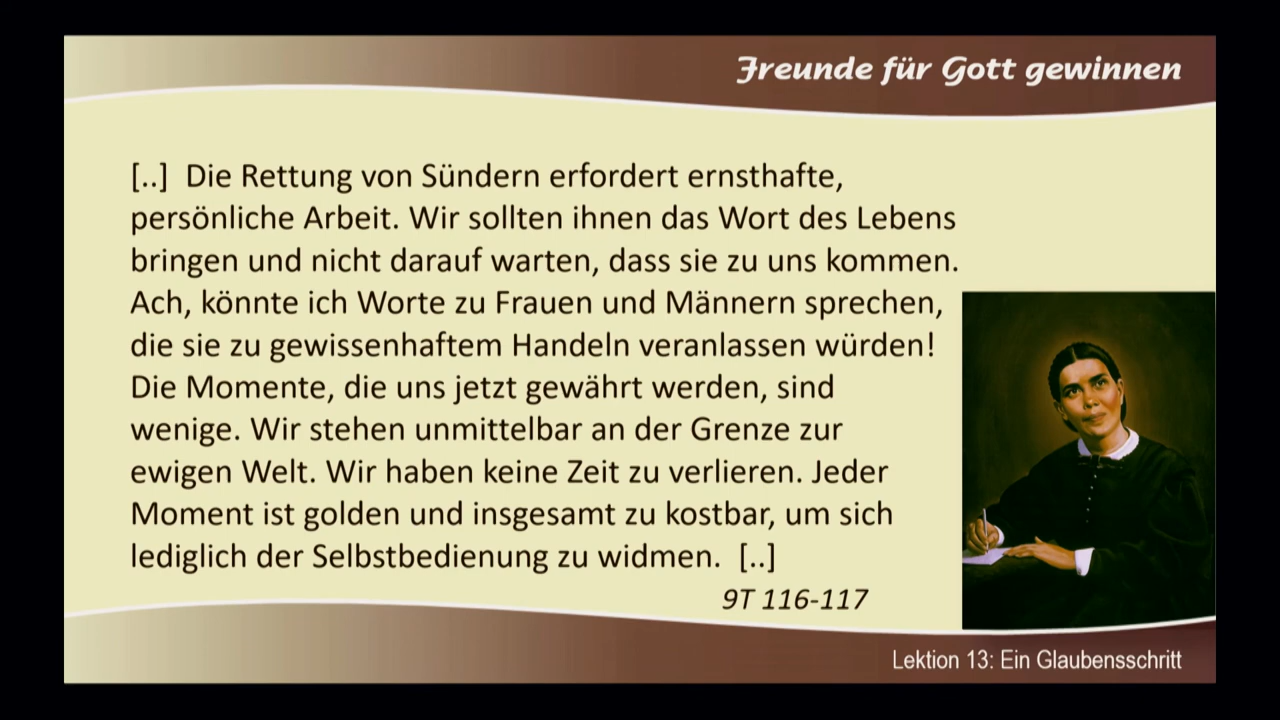 Freunde für Gott gewinnen
[..] Die Rettung von Sündern erfordert ernsthafte,
persönliche Arbeit. Wir sollten ihnen das Wort des Lebens
bringen und nicht darauf warten, dass sie zu uns kommen.
Ach, könnte ich Worte zu Frauen und Männern sprechen,
die sie zu gewissenhaftem Handeln veranlassen würden!
Die Momente, die uns jetzt gewährt werden, sind
wenige. Wir stehen unmittelbar an der Grenze zur
ewigen Welt. Wir haben keine Zeit zu verlieren. Jeder
Moment ist golden und insgesamt zu kostbar, um sich
lediglich der Selbstbedienung zu widmen. [..]
9T 116-117
Lektion 13: Ein Glaubensschritt